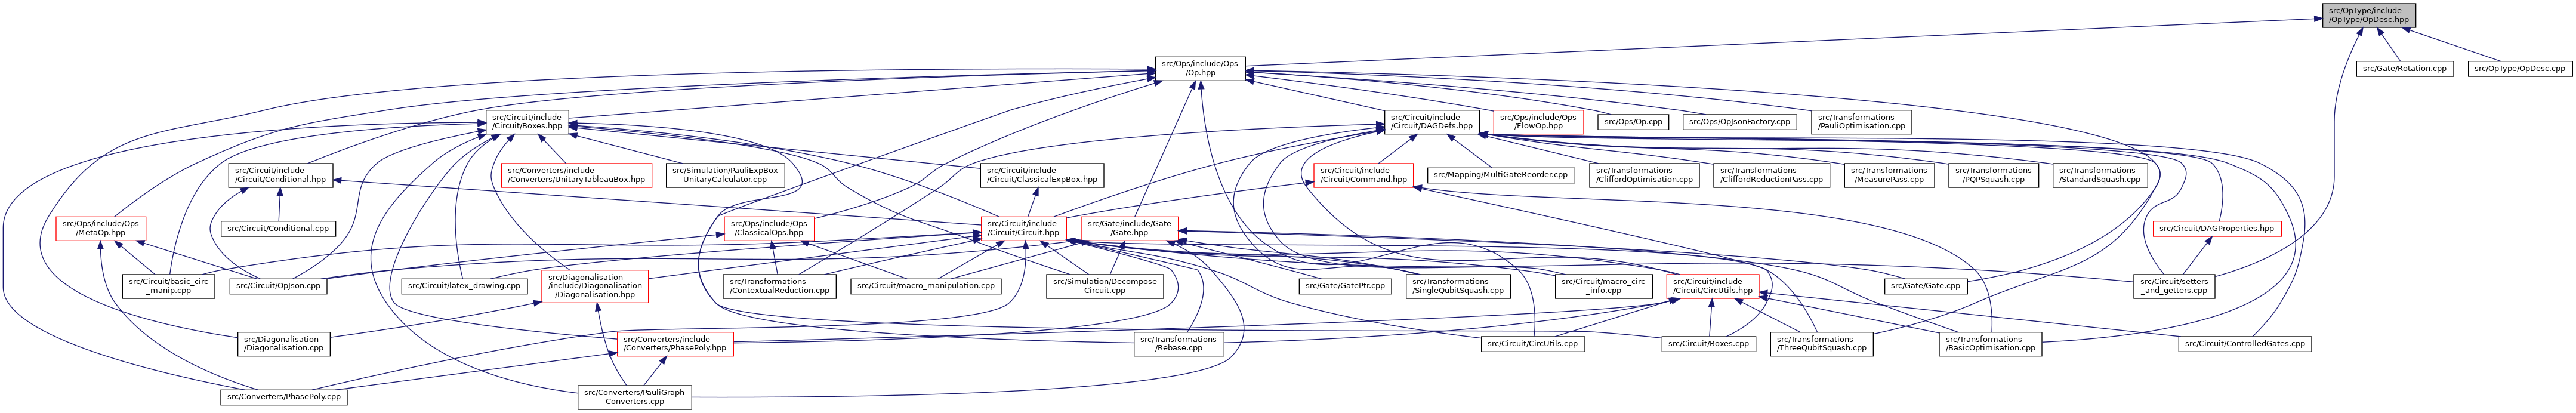 src/OpType/include
/OpType/OpDesc.hpp
src/Ops/include/Ops
/Op.hpp
src/Gate/Rotation.cpp
src/OpType/OpDesc.cpp
src/Circuit/include
/Circuit/Boxes.hpp
src/Circuit/include
/Circuit/DAGDefs.hpp
src/Ops/include/Ops
/FlowOp.hpp
src/Ops/Op.cpp
src/Ops/OpJsonFactory.cpp
src/Transformations
/PauliOptimisation.cpp
src/Circuit/include
/Circuit/Conditional.hpp
src/Converters/include
/Converters/UnitaryTableauBox.hpp
src/Simulation/PauliExpBox
UnitaryCalculator.cpp
src/Circuit/include
/Circuit/ClassicalExpBox.hpp
src/Circuit/include
/Circuit/Command.hpp
src/Mapping/MultiGateReorder.cpp
src/Transformations
/CliffordOptimisation.cpp
src/Transformations
/CliffordReductionPass.cpp
src/Transformations
/MeasurePass.cpp
src/Transformations
/PQPSquash.cpp
src/Transformations
/StandardSquash.cpp
src/Ops/include/Ops
/MetaOp.hpp
src/Circuit/Conditional.cpp
src/Ops/include/Ops
/ClassicalOps.hpp
src/Circuit/include
/Circuit/Circuit.hpp
src/Gate/include/Gate
/Gate.hpp
src/Circuit/DAGProperties.hpp
src/Circuit/basic_circ
_manip.cpp
src/Circuit/OpJson.cpp
src/Circuit/latex_drawing.cpp
src/Diagonalisation
/include/Diagonalisation
/Diagonalisation.hpp
src/Transformations
/ContextualReduction.cpp
src/Circuit/macro_manipulation.cpp
src/Simulation/Decompose
Circuit.cpp
src/Gate/GatePtr.cpp
src/Transformations
/SingleQubitSquash.cpp
src/Circuit/macro_circ
_info.cpp
src/Circuit/include
/Circuit/CircUtils.hpp
src/Gate/Gate.cpp
src/Circuit/setters
_and_getters.cpp
src/Diagonalisation
/Diagonalisation.cpp
src/Converters/include
/Converters/PhasePoly.hpp
src/Transformations
/Rebase.cpp
src/Circuit/CircUtils.cpp
src/Circuit/Boxes.cpp
src/Transformations
/ThreeQubitSquash.cpp
src/Transformations
/BasicOptimisation.cpp
src/Circuit/ControlledGates.cpp
src/Converters/PhasePoly.cpp
src/Converters/PauliGraph
Converters.cpp